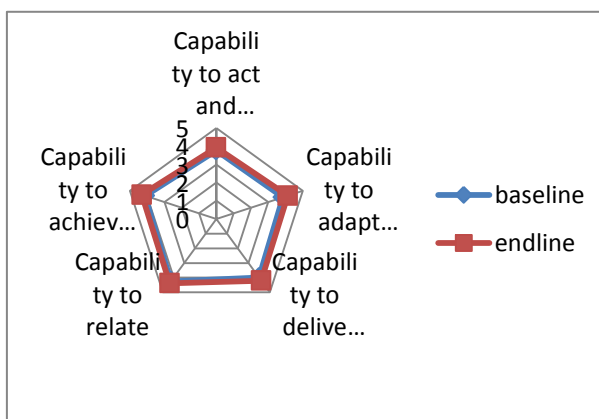 Capabili
ty to act
and...
5
4
3
2
1
0
Capabili
ty to
adapt...
Capabili
ty to
delive...
Capabili
ty to
relate
Capabili
ty to
achiev...
baseline
endline